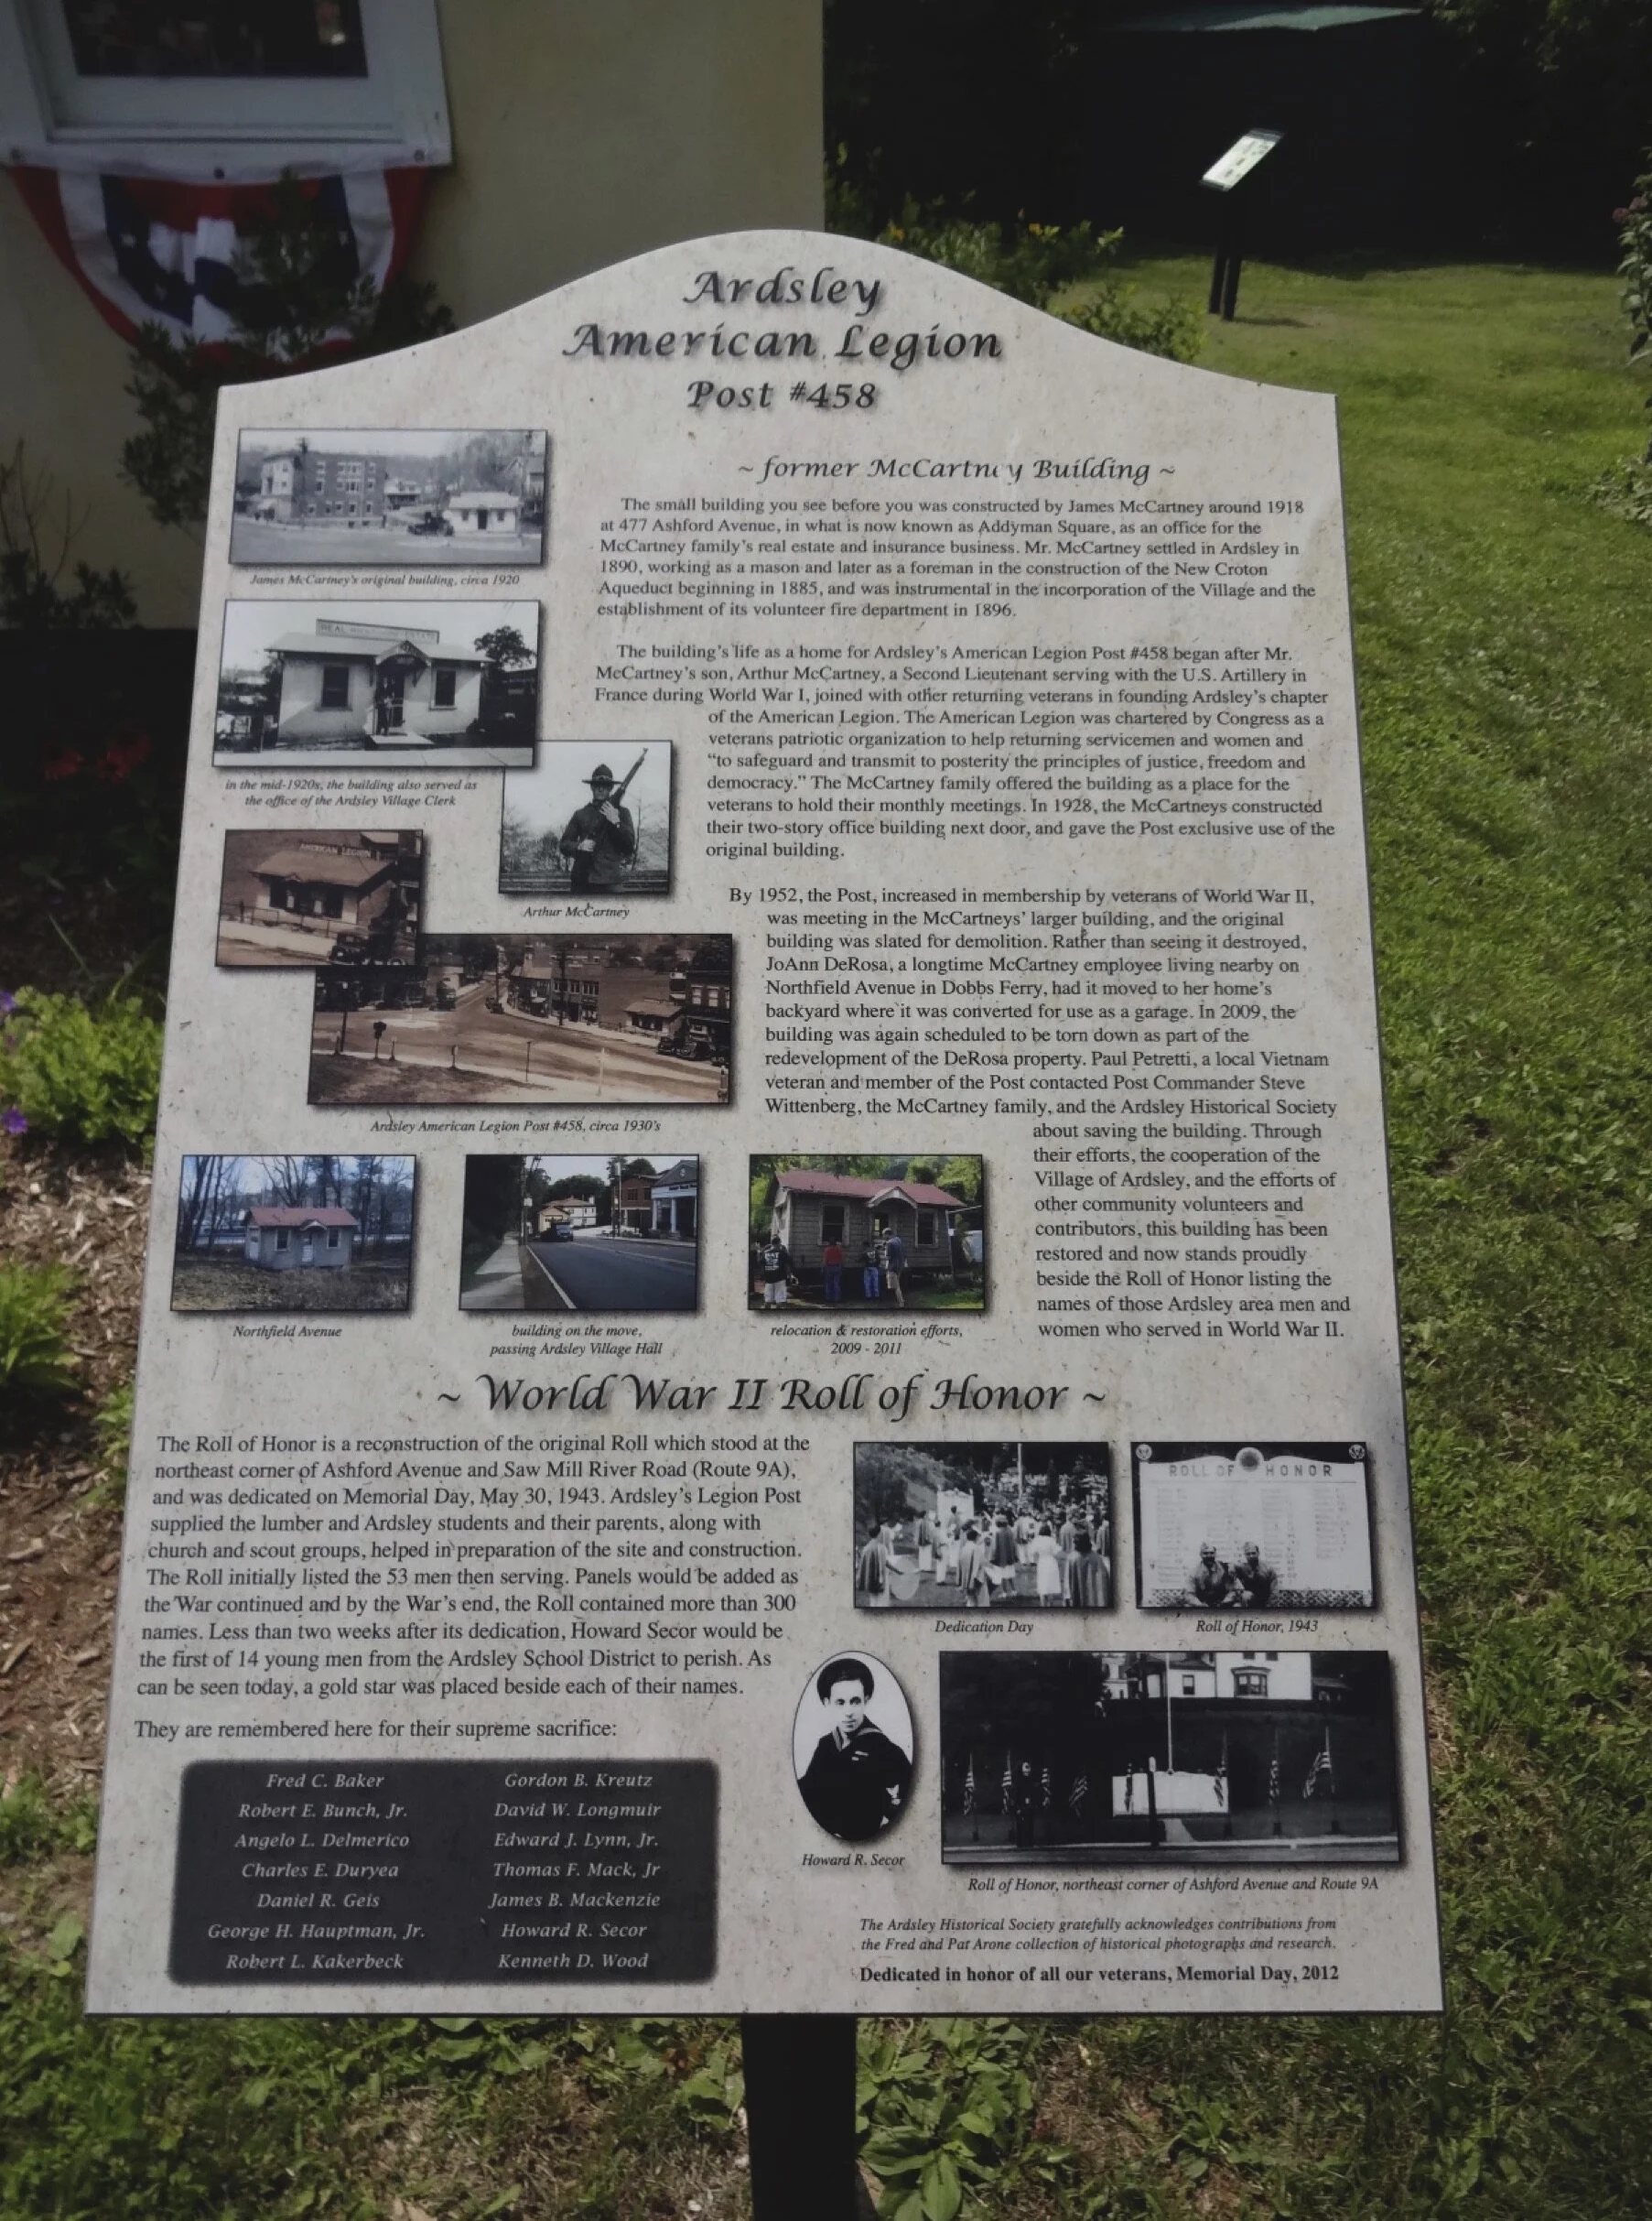 Ardsley
American Legion
Post #458
~ former McCartney Building ~
The small building you see before you was constructed by James McCartney around 1918
at 477 Ashford Avenue, in what is now known as Addyman Square, as an office for the
McCartney family's real estate and insurance business. Mr. McCartney settled in Ardsley in
1890, working as a mason and later as a foreman in the construction of the New Croton
Aqueduct beginning in 1885, and was instrumental in the incorporation of the Village and the
establishment of its volunteer fire department in 1896.
James McCartney's original building, circa 1920
REAL ESTATE
in the mid-1920s, the building also served as
the office of the Ardsley Village Clerk
The building's life as a home for Ardsley's American Legion Post #458 began after Mr.
McCartney's son, Arthur McCartney, a Second Lieutenant serving with the U.S. Artillery in
France during World War I, joined with other returning veterans in founding Ardsley's chapter
of the American Legion. The American Legion was chartered by Congress as a
veterans patriotic organization to help returning servicemen and women and
"to safeguard and transmit to posterity the principles of justice, freedom and
democracy." The McCartney family offered the building as a place for the
veterans to hold their monthly meetings. In 1928, the McCartneys constructed
their two-story office building next door, and gave the Post exclusive use of the
original building.
Arthur McCartney
AMERICAN LEGION
Ardsley American Legion Post #458, circa 1930's
By 1952, the Post, increased in membership by veterans of World War II,
was meeting in the McCartneys' larger building, and the original
building was slated for demolition. Rather than seeing it destroyed,
JoAnn DeRosa, a longtime McCartney employee living nearby on
Northfield Avenue in Dobbs Ferry, had it moved to her home's
backyard where it was converted for use as a garage. In 2009, the
building was again scheduled to be torn down as part of the
redevelopment of the DeRosa property. Paul Petretti, a local Vietnam
veteran and member of the Post contacted Post Commander Steve
Wittenberg, the McCartney family, and the Ardsley Historical Society
about saving the building. Through
their efforts, the cooperation of the
Village of Ardsley, and the efforts of
other community volunteers and
contributors, this building has been
restored and now stands proudly
beside the Roll of Honor listing the
names of those Ardsley area men and
women who served in World War II.
Northfield Avenue
building on the move,
passing Ardsley Village Hall
relocation & restoration efforts,
2009 - 2011
~ World War II Roll of Honor ~
The Roll of Honor is a reconstruction of the original Roll which stood at the
northeast corner of Ashford Avenue and Saw Mill River Road (Route 9A),
and was dedicated on Memorial Day, May 30, 1943. Ardsley's Legion Post
supplied the lumber and Ardsley students and their parents, along with
church and scout groups, helped in preparation of the site and construction.
The Roll initially listed the 53 men then serving. Panels would be added as
the War continued and by the War's end, the Roll contained more than 300
names. Less than two weeks after its dedication, Howard Secor would be
the first of 14 young men from the Ardsley School District to perish. As
can be seen today, a gold star was placed beside each of their names.
They are remembered here for their supreme sacrifice:
Fred C. Baker
Robert E. Bunch, Jr.
Angelo L. Delmerico
Charles E. Duryea
Daniel R. Geis
George H. Hauptman, Jr.
Robert L. Kakerbeck
Gordon B. Kreutz
David W. Longmuir
Edward J. Lynn, Jr.
Thomas F. Mack, Jr
James B. Mackenzie
Howard R. Secor
Kenneth D. Wood
Dedication Day
ROLL OF HONOR
Roll of Honor, 1943
Howard R. Secor
Roll of Honor, northeast corner of Ashford Avenue and Route 9A
The Ardsley Historical Society gratefully acknowledges contributions from
the Fred and Pat Arone collection of historical photographs and research.
Dedicated in honor of all our veterans, Memorial Day, 2012